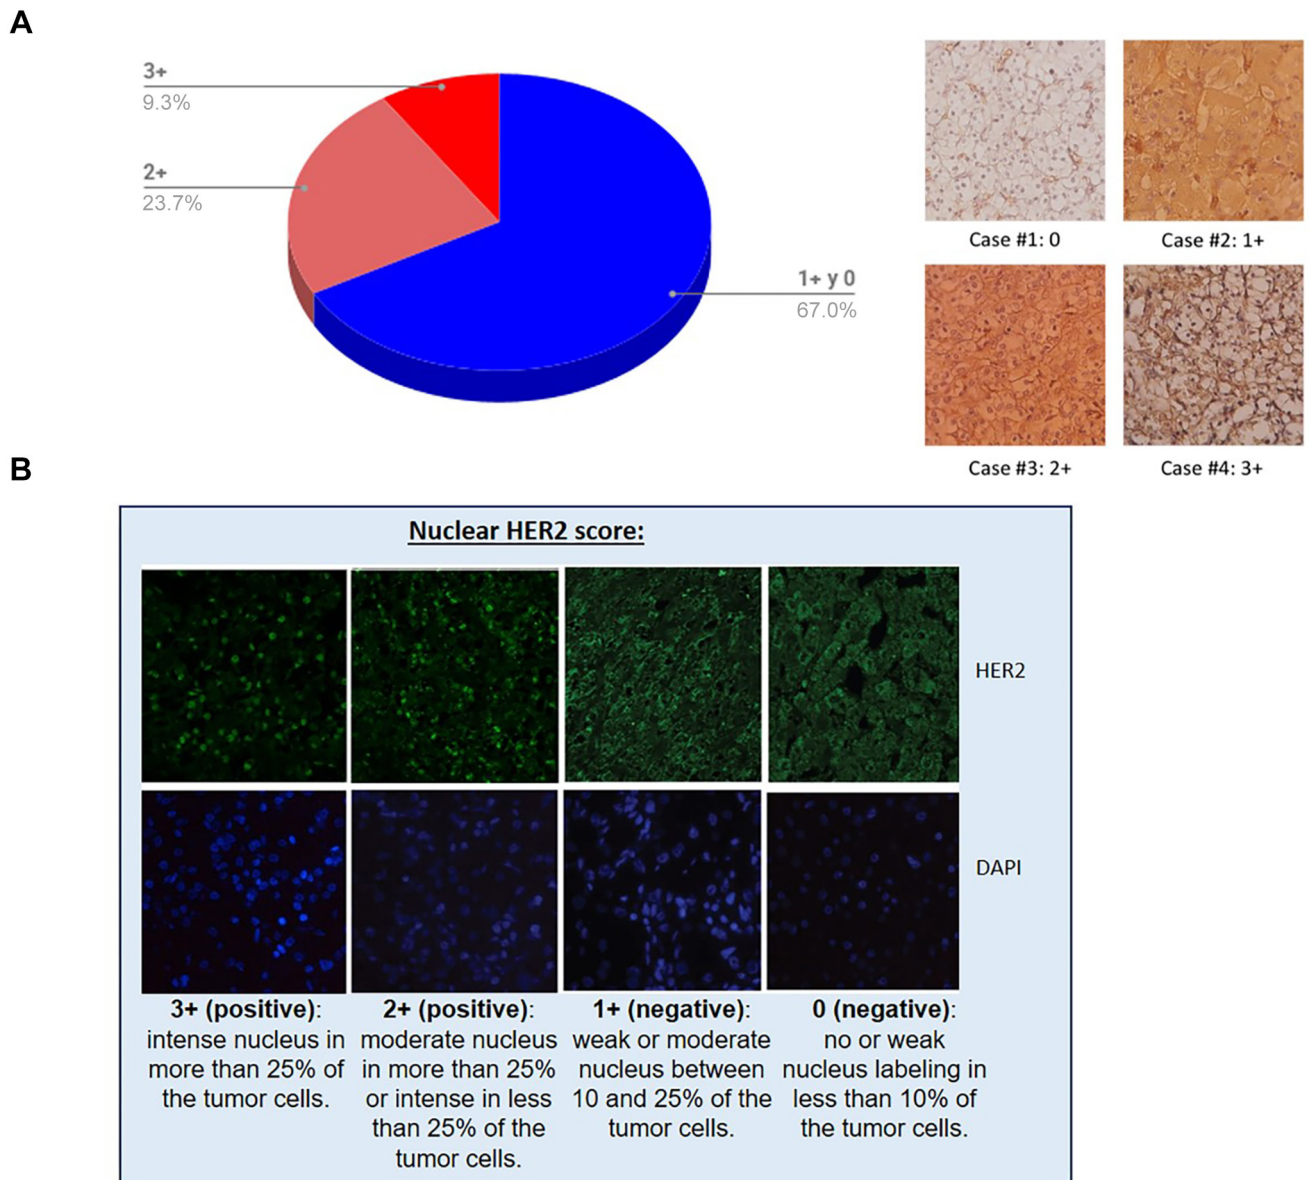 A
3+
9.3%
2+
23.7%
1+ y 0
67.0%
Case #1: 0
Case #2: 1+
Case #3: 2+
Case #4: 3+
B
Nuclear HER2 score:
HER2
DAPI
3+ (positive):
intense nucleus in
more than 25% of
the tumor cells.
2+ (positive):
moderate nucleus
in more than 25%
or intense in less
than 25% of the
tumor cells.
1+ (negative):
weak or moderate
nucleus between
10 and 25% of the
tumor cells.
0 (negative):
no or weak
nucleus labeling in
less than 10% of
the tumor cells.